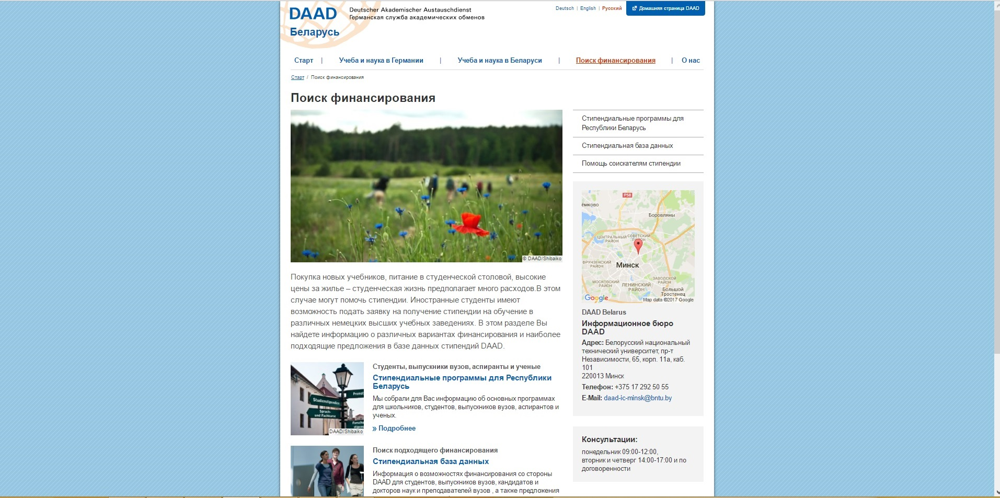 DAAD
Deutscher Akademischer Austauschdienst
Германская служба академических обменов
Беларусь
Deutsch | English | Русский
Домашняя страница DAAD
Старт | Учеба и наука в Германии | Учеба и наука в Беларуси | Поиск финансирования | О нас
Старт / Поиск финансирования
Поиск финансирования
© DAAD/Shibaiko
Покупка новых учебников, питание в студенческой столовой, высокие
цены за жилье – студенческая жизнь предполагает много расходов.В этом
случае могут помочь стипендии. Иностранные студенты имеют
возможность подать заявку на получение стипендии на обучение в
различных немецких высших учебных заведениях. В этом разделе Вы
найдете информацию о различных вариантах финансирования и наиболее
подходящие предложения в базе данных стипендий DAAD.
Studienstipendien
Promot
Sprach-
und Fachkurse
Forschu
stipen
DAAD/Shibaiko
Студенты, выпускники вузов, аспиранты и ученые
Стипендиальные программы для Республики
Беларусь
Мы собрали для Вас информацию об основных программах
для школьников, студентов, выпускников вузов, аспирантов и
ученых.
» Подробнее
Поиск подходящего финансирования
Стипендиальная база данных
Информация о возможностях финансирования со стороны
DAAD для студентов, выпускников вузов, кандидатов и
докторов наук и преподавателей вузов , а также предложения
Стипендиальные программы для
Республики Беларусь
Стипендиальная база данных
Помощь соискателям стипендии
P58
ёмково
Боровляны
ЦЕНТРАЛЬНЫЙ РАЙОН
СОВЕТСКИЙ РАЙОН
ФРУНЗЕНСКИЙ РАЙОН
Минск
МОСКОВСКИЙ РАЙОН
ЛЕНИНСКИЙ РАЙОН
ЗАВОДСКОЙ РАЙОН
Большой
Тростенец
Google
Map data ©2017 Google
DAAD Belarus
Информационное бюро
DAAD
Адрес: Белорусский национальный
технический университет, пр-т
Независимости, 65, корп. 11а, каб.
101
220013 Минск
Телефон: +375 17 292 50 55
E-Mail: daad-ic-minsk@bntu.by
Консультации:
понедельник 09:00-12:00,
вторник и четверг 14:00-17:00 и по
договоренности